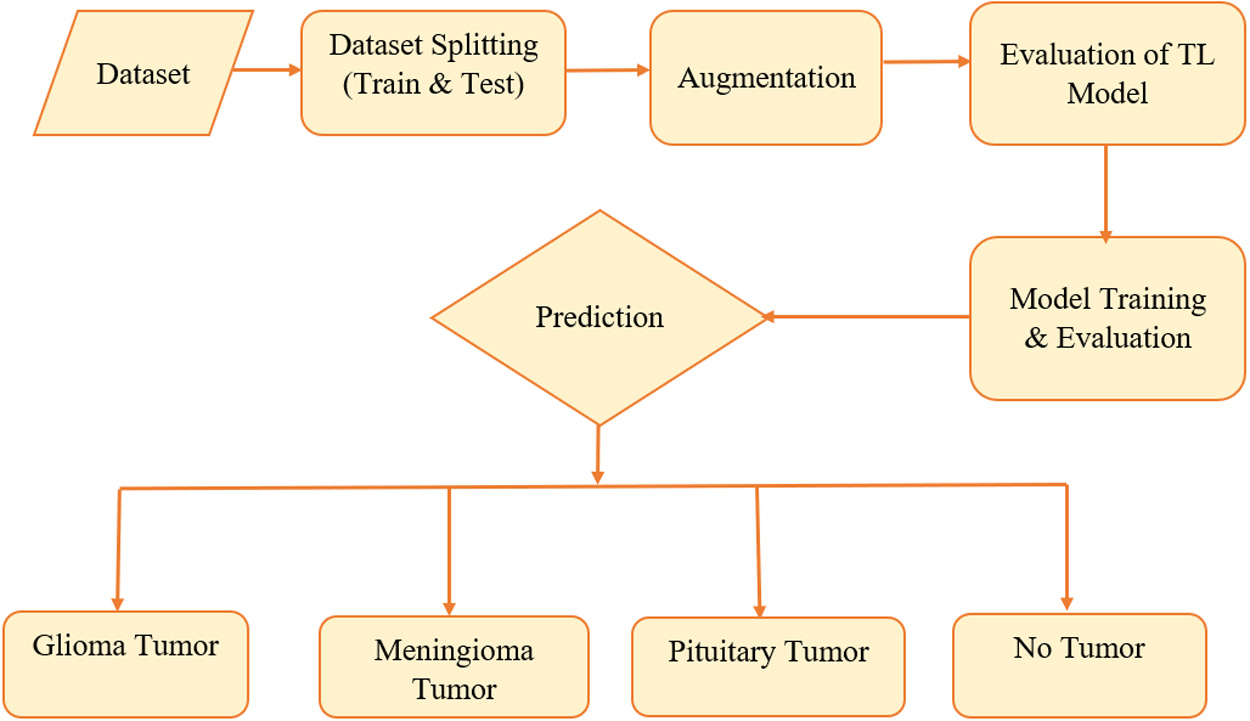 Dataset
Dataset Splitting
(Train & Test)
Augmentation
Evaluation of TL
Model
Model Training
& Evaluation
Prediction
Glioma Tumor
Meningioma
Tumor
Pituitary Tumor
No Tumor